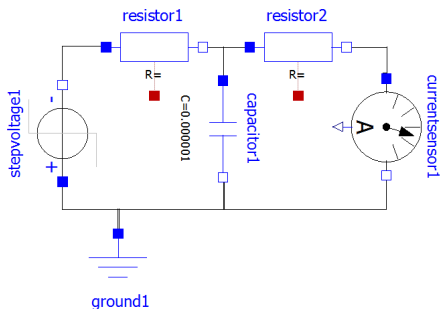 resistor1
resistor2
R=
R=
stepvoltage1
-
+
C=0.000001
capacitor1
A
currentsensor1
ground1